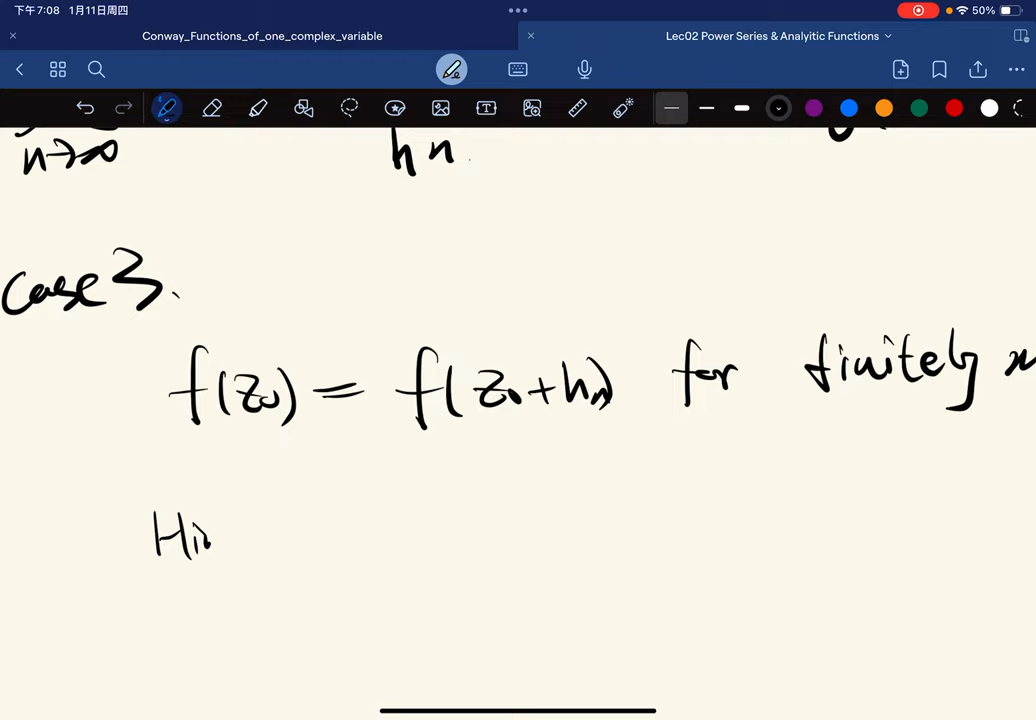 下午7:08 1月11日周四
50%
Conway_Functions_of_one_complex_variable
Lec02 Power Series & Analyitic Functions
n→∞
hn
case 3.
f(z₀) = f(z₀+hₙ) for finitely
Hi